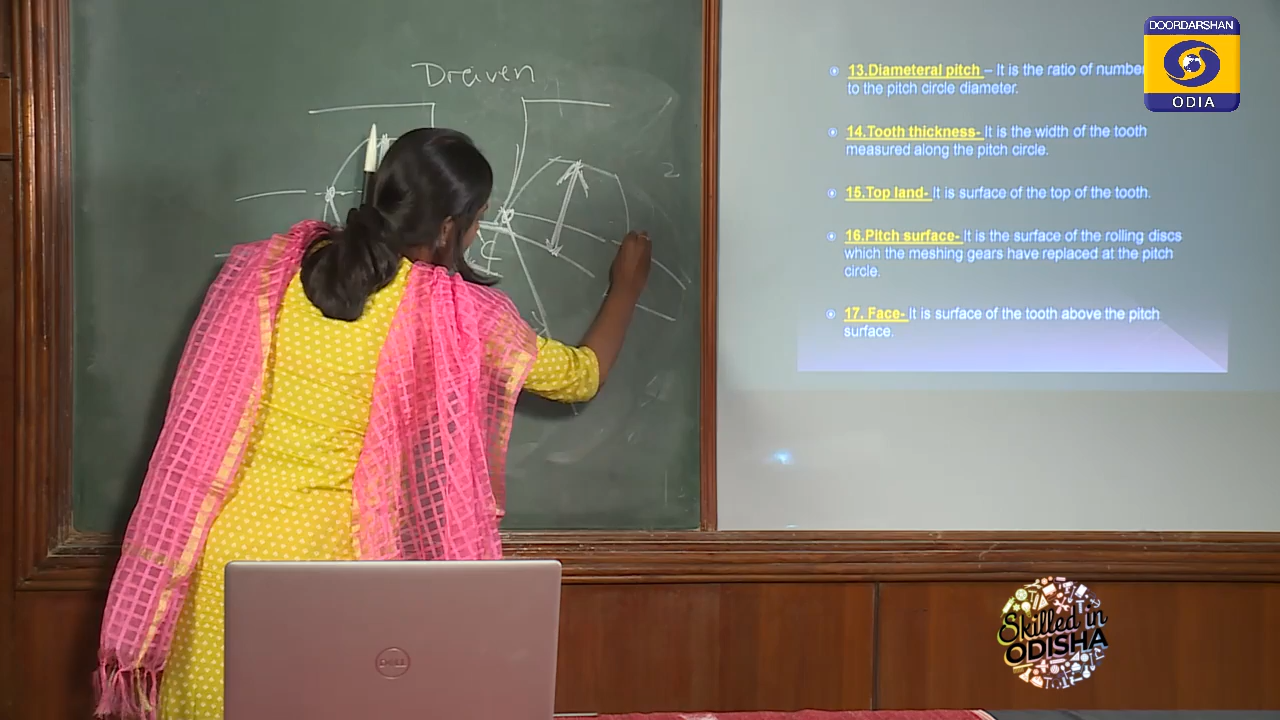 Draiven
2
13.Diameteral pitch – It is the ratio of number
to the pitch circle diameter.
14.Tooth thickness- It is the width of the tooth
measured along the pitch circle.
15.Top land- It is surface of the top of the tooth.
16.Pitch surface- It is the surface of the rolling discs
which the meshing gears have replaced at the pitch
circle.
17. Face- It is surface of the tooth above the pitch
surface.
DOORDARSHAN
ODIA
DELL
Skilled in
ODISHA